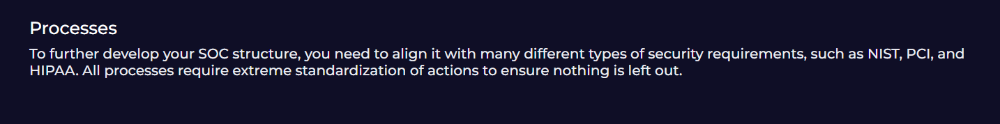 Processes
To further develop your SOC structure, you need to align it with many different types of security requirements, such as NIST, PCI, and
HIPAA. All processes require extreme standardization of actions to ensure nothing is left out.